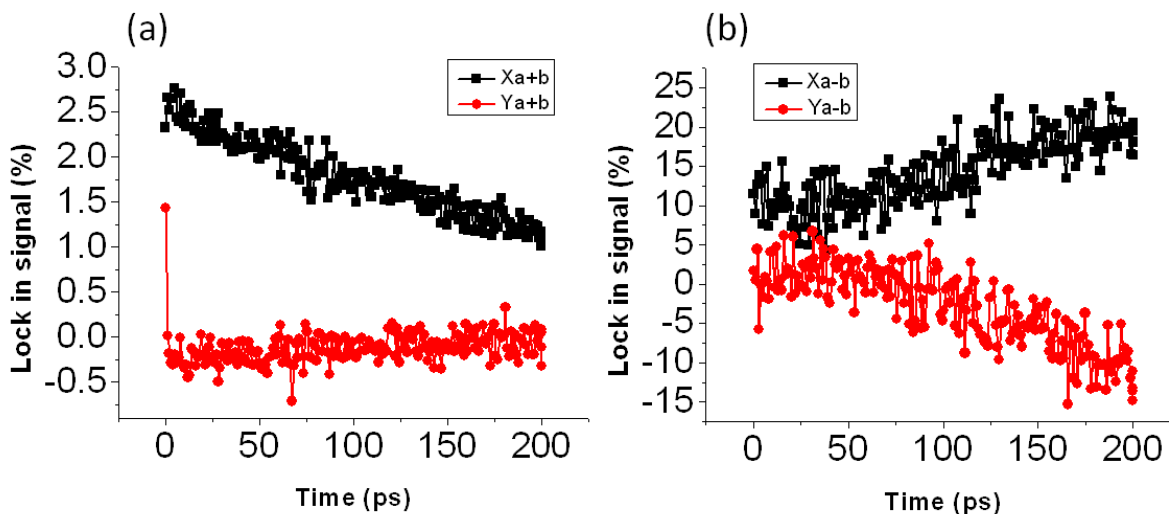 (a)
Lock in signal (%)
3.0
2.5
2.0
1.5
1.0
0.5
0.0
-0.5
Xa+b
Ya+b
0 50 100 150 200
Time (ps)
(b)
Lock in signal (%)
25
20
15
10
5
0
-5
-10
-15
Xa-b
Ya-b
0 50 100 150 200
Time (ps)